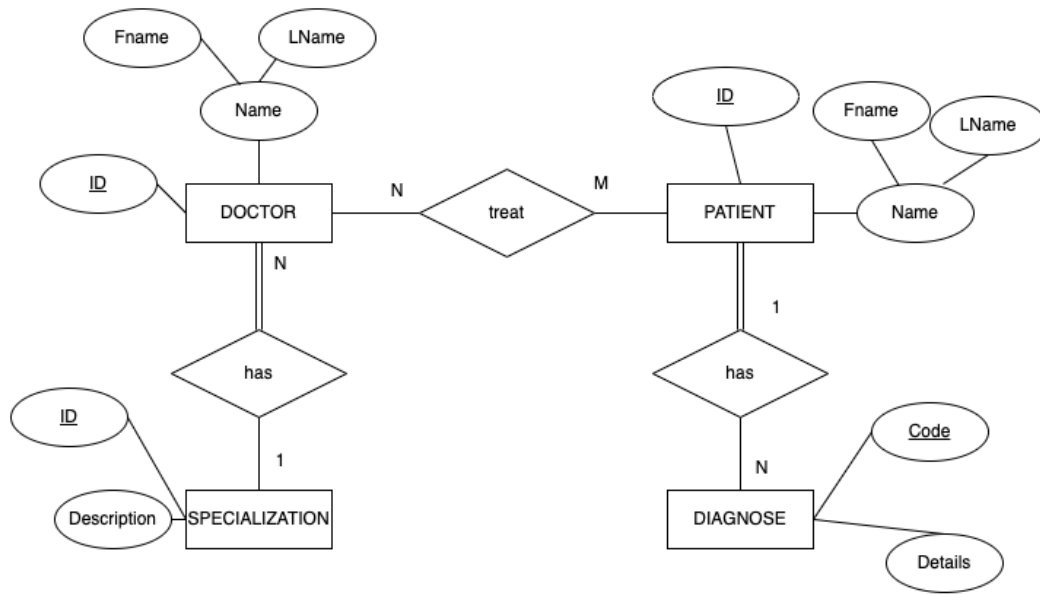 Fname
LName
Name
ID
DOCTOR
N
treat
M
ID
Fname
LName
PATIENT
Name
N
has
1
ID
Description
SPECIALIZATION
1
has
N
Code
DIAGNOSE
Details